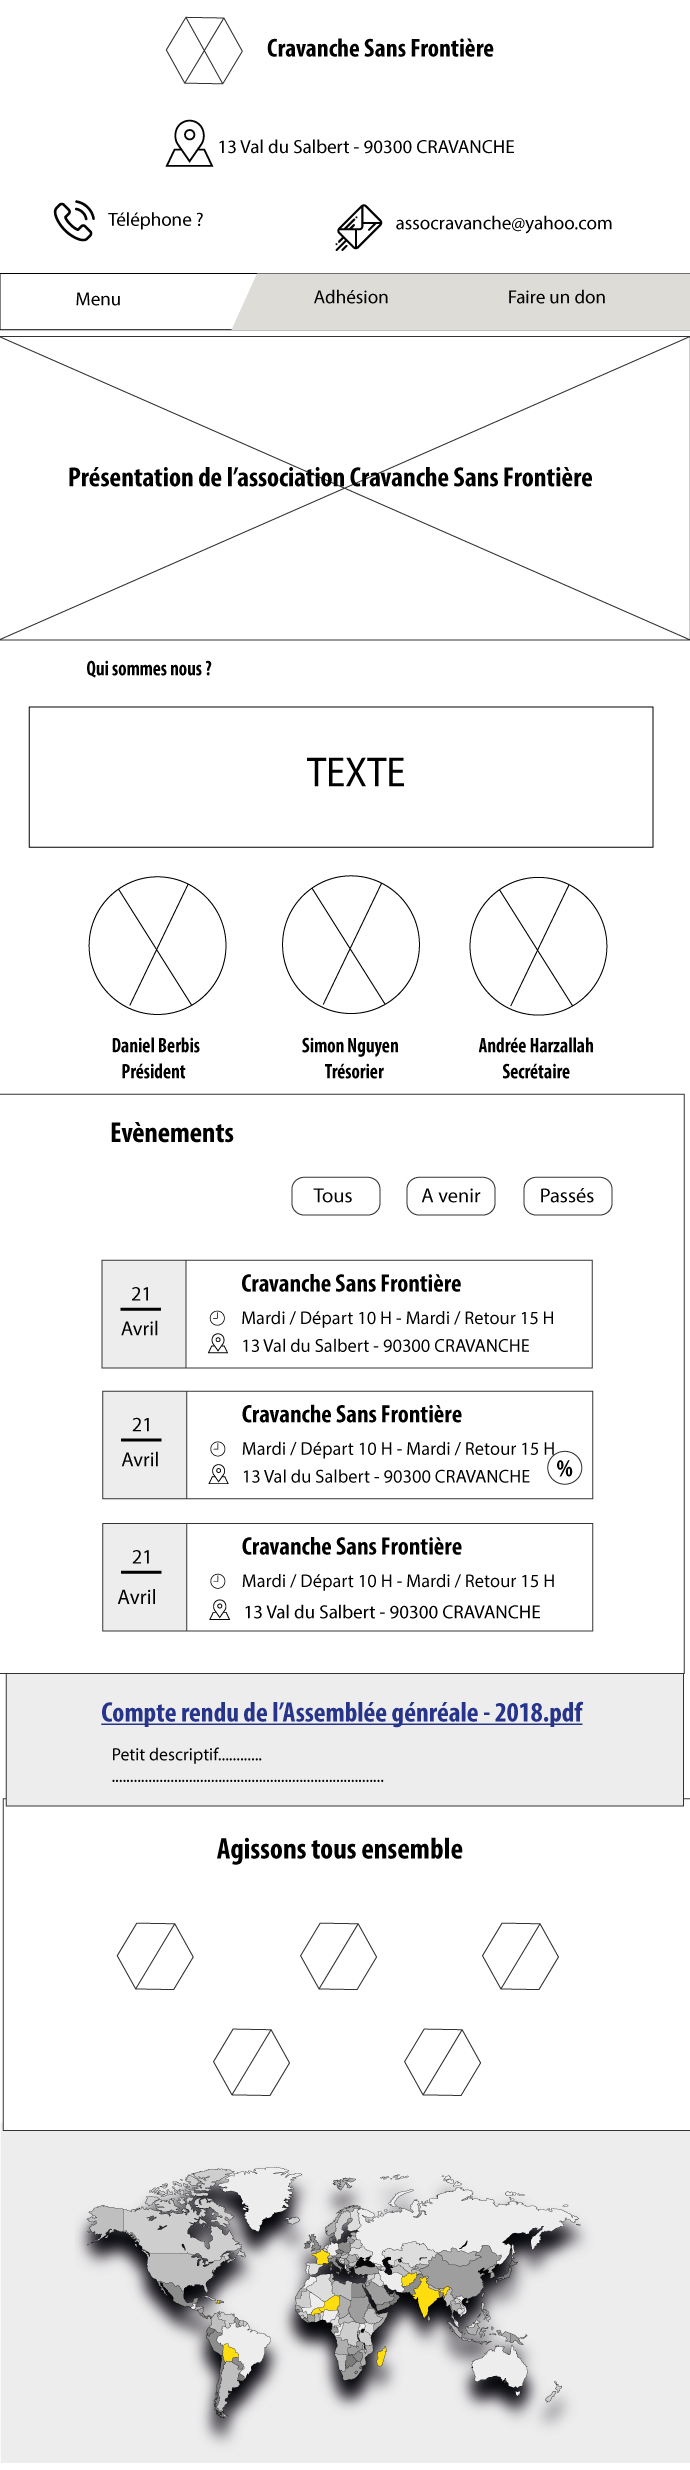 Cravanche Sans Frontière
13 Val du Salbert - 90300 CRAVANCHE
Téléphone ?
assocravanche@yahoo.com
Menu
Adhésion
Faire un don
Présentation de l'association Cravanche Sans Frontière
Qui sommes nous ?
TEXTE
Daniel Berbis
Président
Simon Nguyen
Trésorier
Andrée Harzallah
Secrétaire
Evènements
Tous
A venir
Passés
21
Avril
Cravanche Sans Frontière
Mardi / Départ 10 H - Mardi / Retour 15 H
13 Val du Salbert - 90300 CRAVANCHE
21
Avril
Cravanche Sans Frontière
Mardi / Départ 10 H - Mardi / Retour 15 H
13 Val du Salbert - 90300 CRAVANCHE
%
21
Avril
Cravanche Sans Frontière
Mardi / Départ 10 H - Mardi / Retour 15 H
13 Val du Salbert - 90300 CRAVANCHE
Compte rendu de l'Assemblée génréale - 2018.pdf
Petit descriptif............
..........................................................................
Agissons tous ensemble